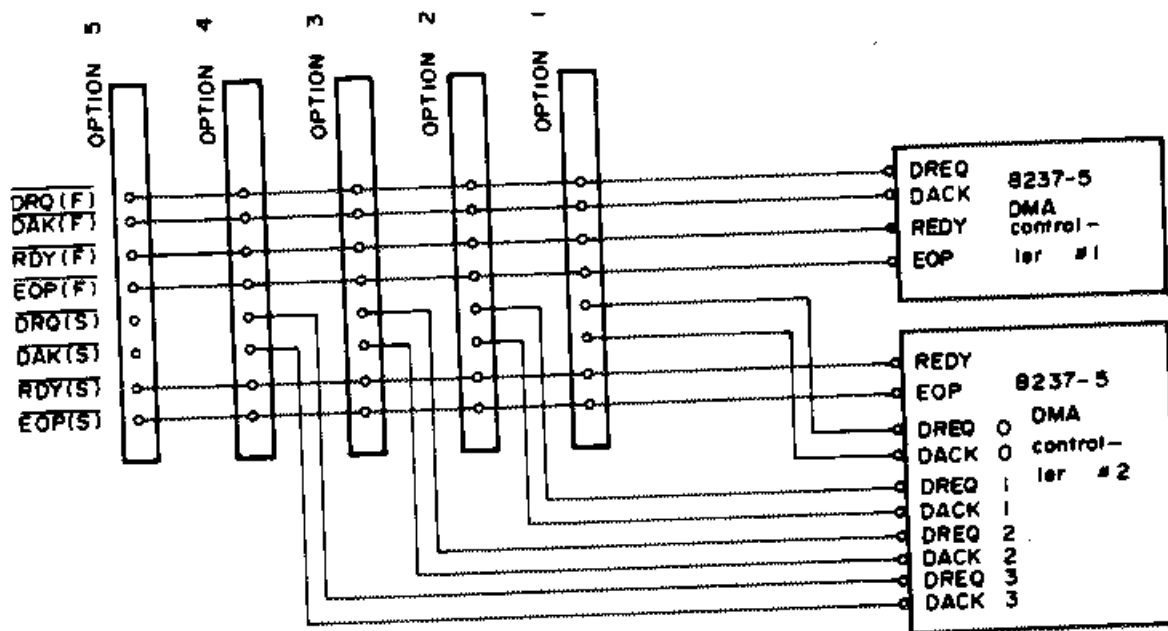 OPTION 5
OPTION 4
OPTION 3
OPTION 2
OPTION 1
DRQ(F)
DAK(F)
RDY(F)
EOP(F)
DRQ(S)
DAK(S)
RDY(S)
EOP(S)
DREQ
DACK
REDY
EOP
8237-5
DMA
control-
ler #1
REDY
EOP
DREQ 0
DACK 0
DREQ 1
DACK 1
DREQ 2
DACK 2
DREQ 3
DACK 3
8237-5
DMA
control-
ler #2